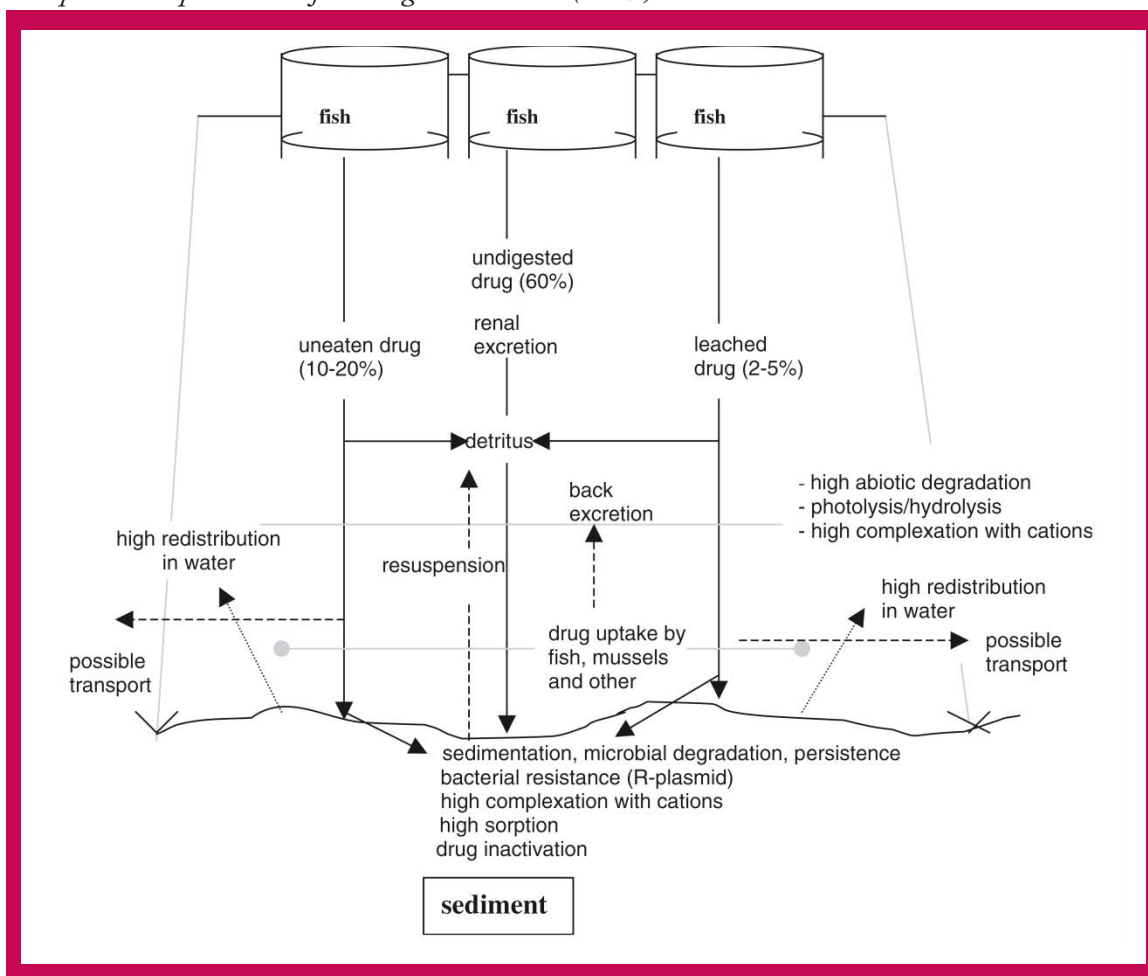 fish
fish
fish
undigested
drug (60%)
renal
excretion
uneaten drug
(10-20%)
leached
drug (2-5%)
detritus
back
excretion
- high abiotic degradation
- photolysis/hydrolysis
- high complexation with cations
high redistribution
in water
resuspension
high redistribution
in water
drug uptake by
fish, mussels
and other
possible
transport
possible
transport
sedimentation, microbial degradation, persistence
bacterial resistance (R-plasmid)
high complexation with cations
high sorption
drug inactivation
sediment